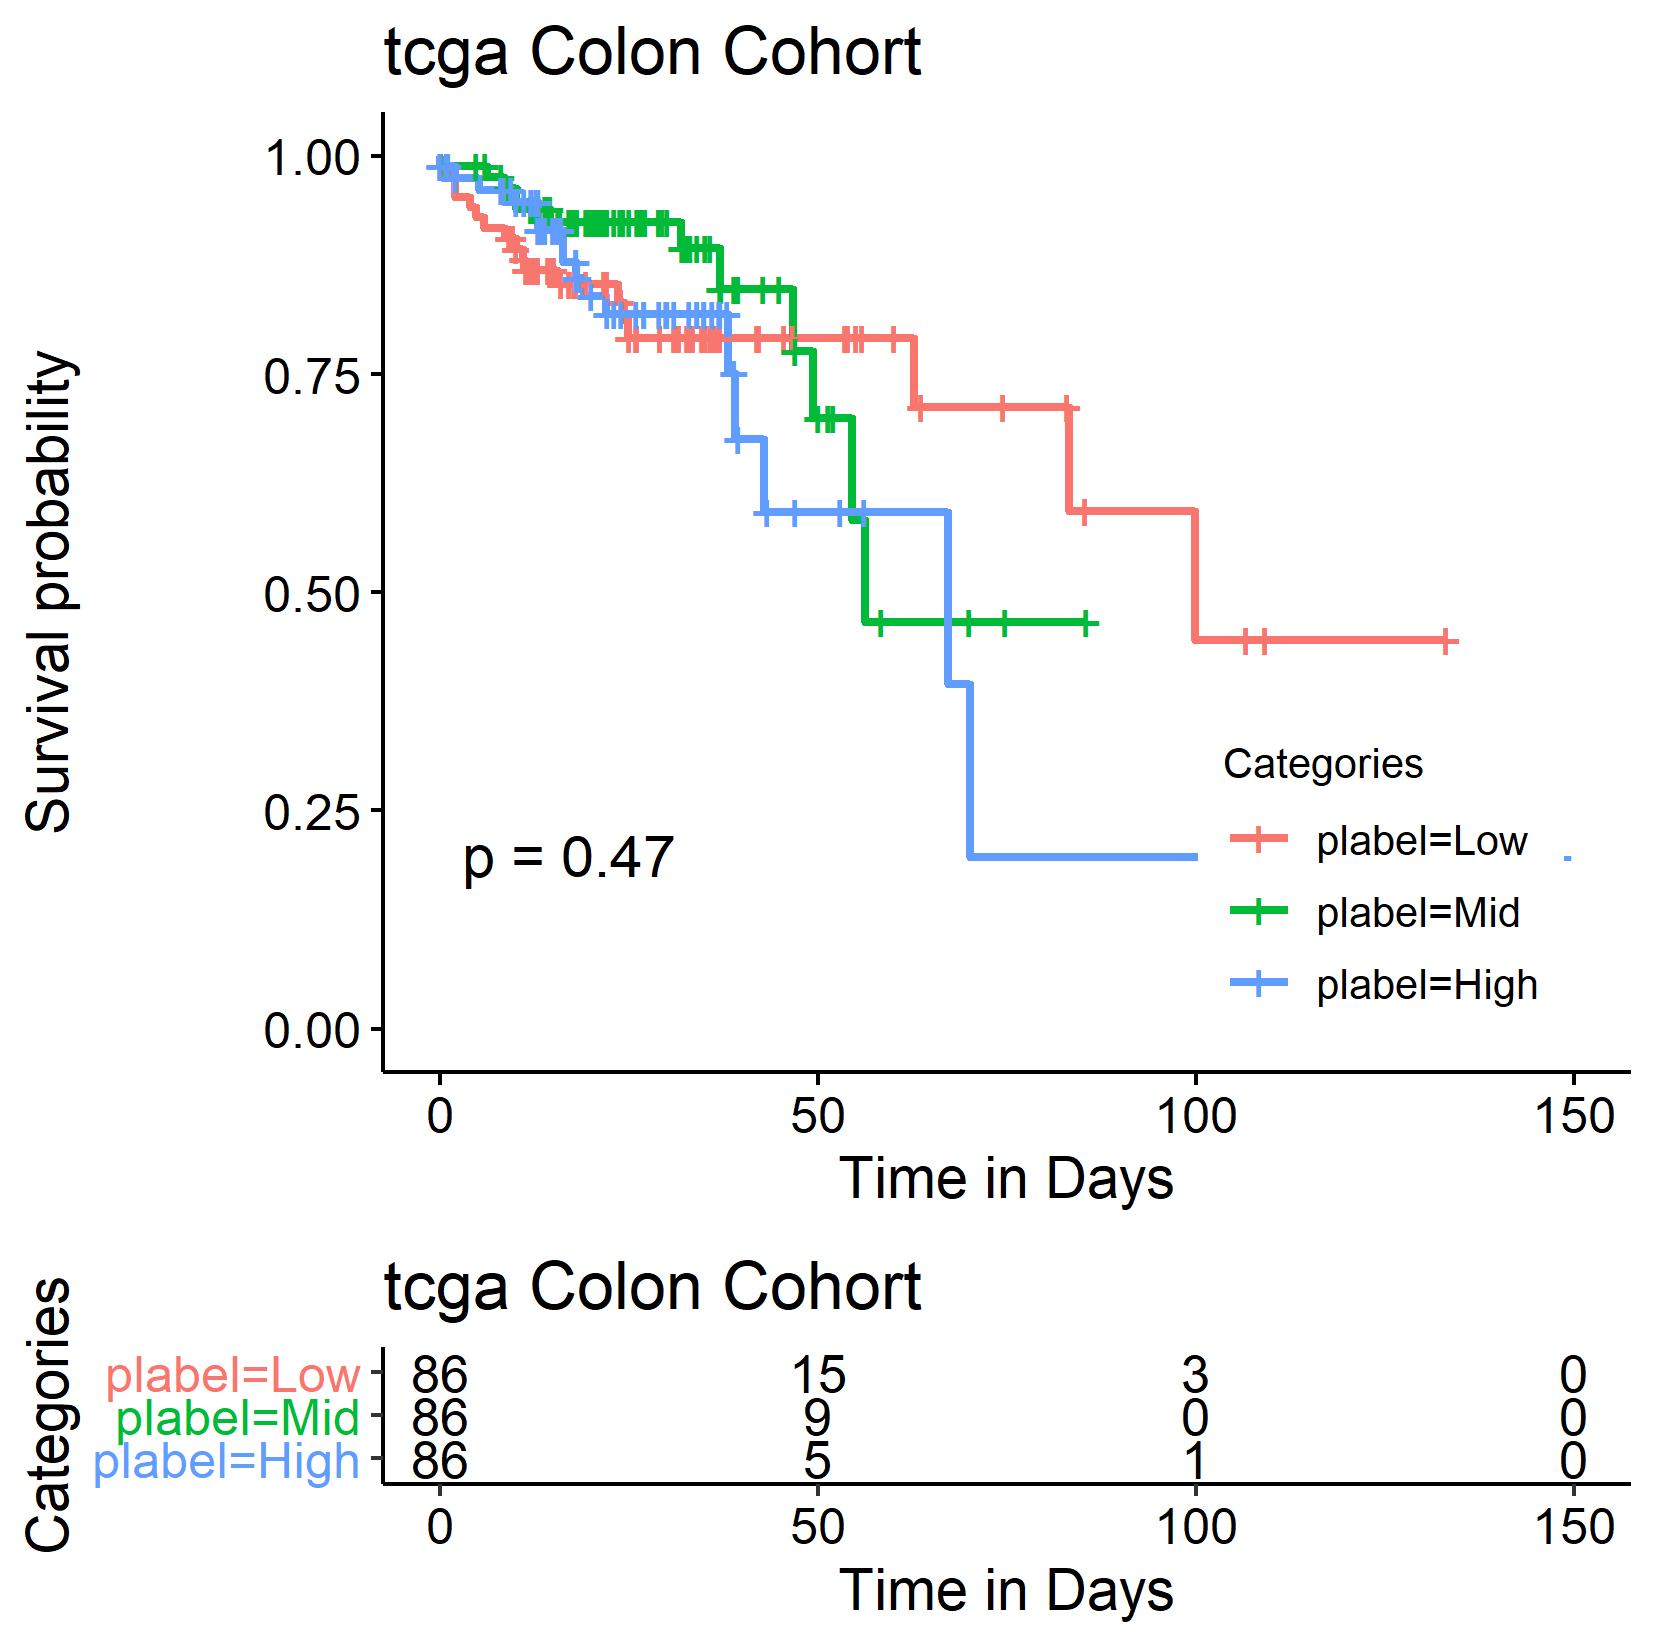 tcga Colon Cohort
Survival probability
1.00
0.75
0.50
0.25
0.00
p = 0.47
Categories
plabel=Low
plabel=Mid
plabel=High
0 50 100 150
Time in Days
tcga Colon Cohort
Categories
plabel=Low 86 15 3 0
plabel=Mid 86 9 0 0
plabel=High 86 5 1 0
0 50 100 150
Time in Days